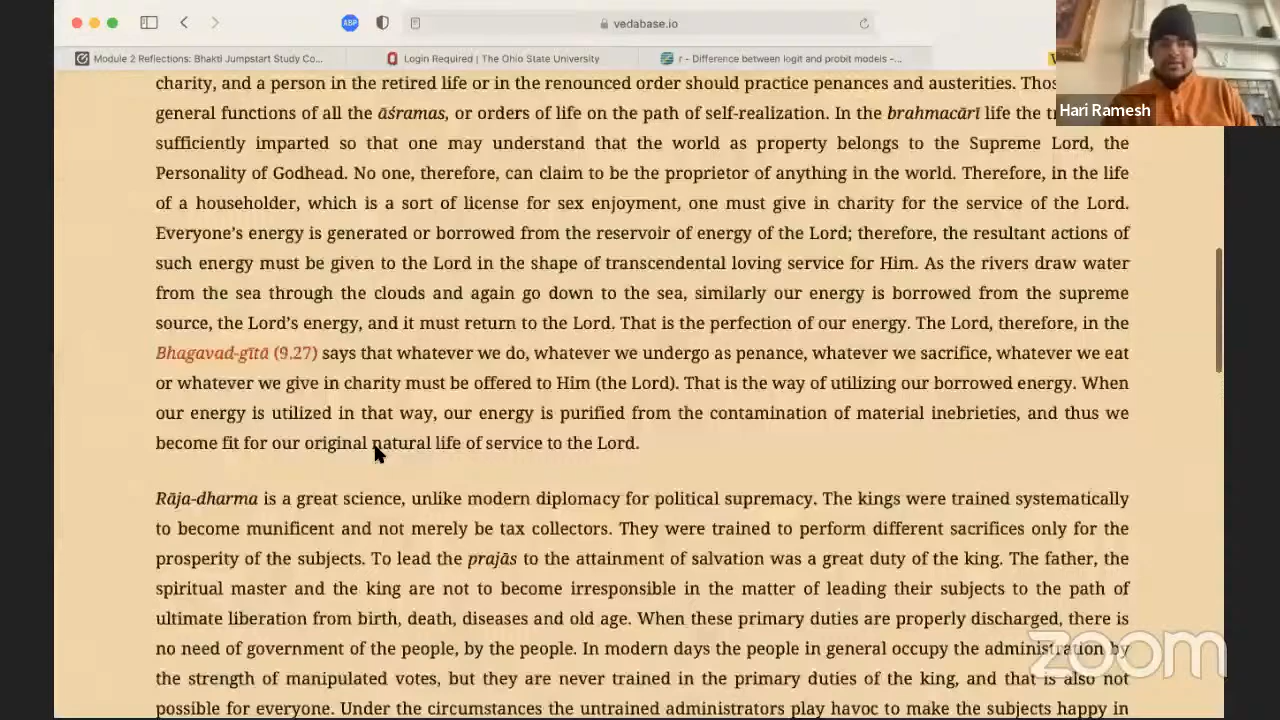 ABP
vedabase.io
Module 2 Reflections: Bhakti Jumpstart Study Co...
Login Required | The Ohio State University
r - Difference between logit and probit models -...
Hari Ramesh
charity, and a person in the retired life or in the renounced order should practice penances and austerities. Thos
general functions of all the āśramas, or orders of life on the path of self-realization. In the brahmacārī life the
sufficiently imparted so that one may understand that the world as property belongs to the Supreme Lord, the
Personality of Godhead. No one, therefore, can claim to be the proprietor of anything in the world. Therefore, in the life
of a householder, which is a sort of license for sex enjoyment, one must give in charity for the service of the Lord.
Everyone’s energy is generated or borrowed from the reservoir of energy of the Lord; therefore, the resultant actions of
such energy must be given to the Lord in the shape of transcendental loving service for Him. As the rivers draw water
from the sea through the clouds and again go down to the sea, similarly our energy is borrowed from the supreme
source, the Lord’s energy, and it must return to the Lord. That is the perfection of our energy. The Lord, therefore, in the
Bhagavad-gītā (9.27) says that whatever we do, whatever we undergo as penance, whatever we sacrifice, whatever we eat
or whatever we give in charity must be offered to Him (the Lord). That is the way of utilizing our borrowed energy. When
our energy is utilized in that way, our energy is purified from the contamination of material inebrieties, and thus we
become fit for our original natural life of service to the Lord.
Rāja-dharma is a great science, unlike modern diplomacy for political supremacy. The kings were trained systematically
to become munificent and not merely be tax collectors. They were trained to perform different sacrifices only for the
prosperity of the subjects. To lead the prajās to the attainment of salvation was a great duty of the king. The father, the
spiritual master and the king are not to become irresponsible in the matter of leading their subjects to the path of
ultimate liberation from birth, death, diseases and old age. When these primary duties are properly discharged, there is
no need of government of the people, by the people. In modern days the people in general occupy the administration by
the strength of manipulated votes, but they are never trained in the primary duties of the king, and that is also not
possible for everyone. Under the circumstances the untrained administrators play havoc to make the subjects happy in
zoom